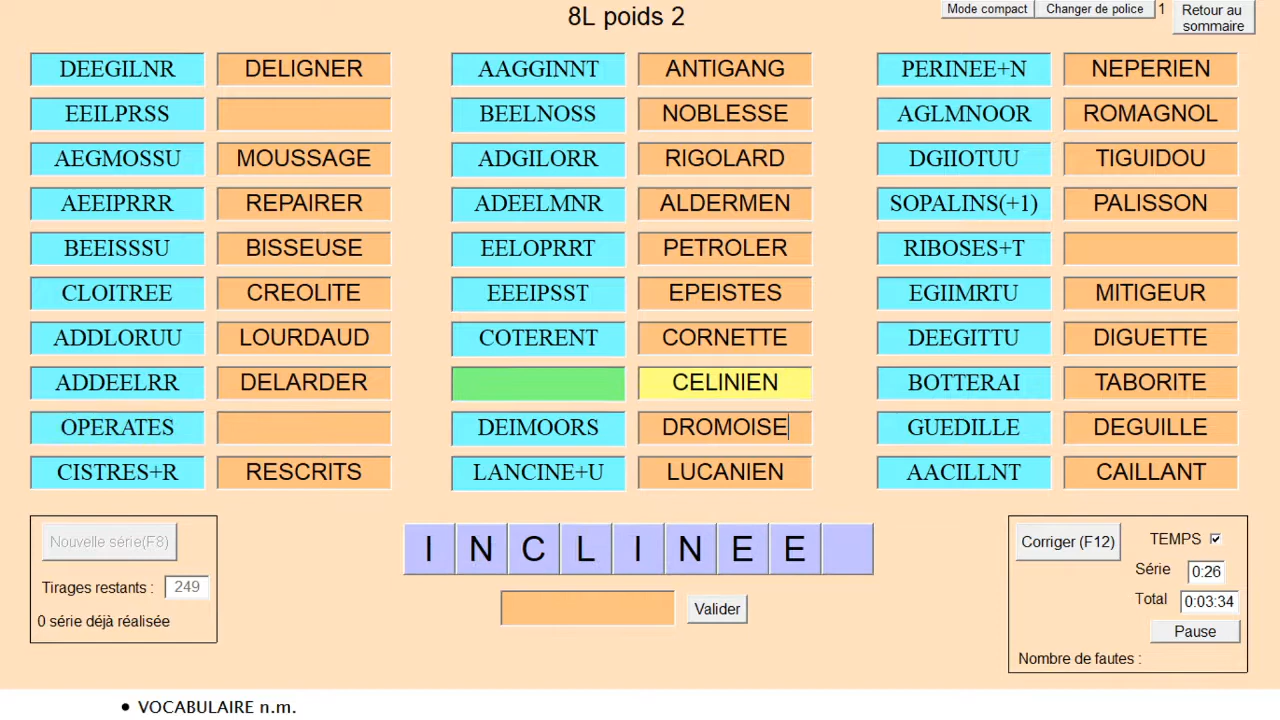 8L poids 2
Mode compact Changer de police 1 Retour au sommaire
DEEGILNR DELIGNER AAGGINNT ANTIGANG PERINEE+N NEPERIEN
EEILPRSS BEELNOSS NOBLESSE AGLMNOOR ROMAGNOL
AEGMOSSU MOUSSAGE ADGILORR RIGOLARD DGIIOTUU TIGUIDOU
AEEIPRRR REPAIRER ADEELMNR ALDERMEN SOPALINS(+1) PALISSON
BEEISSSU BISSEUSE EELOPRRT PETROLER RIBOSES+T
CLOITREE CREOLITE EEEIPSST EPEISTES EGIIMRTU MITIGEUR
ADDLORUU LOURDAUD COTERENT CORNETTE DEEGITTU DIGUETTE
ADDEELRR DELARDER CELINIEN BOTTERAI TABORITE
OPERATES DEIMOORS DROMOISE GUEDILLE DEGUILLE
CISTRES+R RESCRITS LANCINE+U LUCANIEN AACILLNT CAILLANT
Nouvelle série(F8)
Tirages restants : 249
0 série déjà réalisée
I N C L I N E E
Valider
Corriger (F12) TEMPS
Série 0:26
Total 0:03:34
Pause
Nombre de fautes :
• VOCABULAIRE n.m.